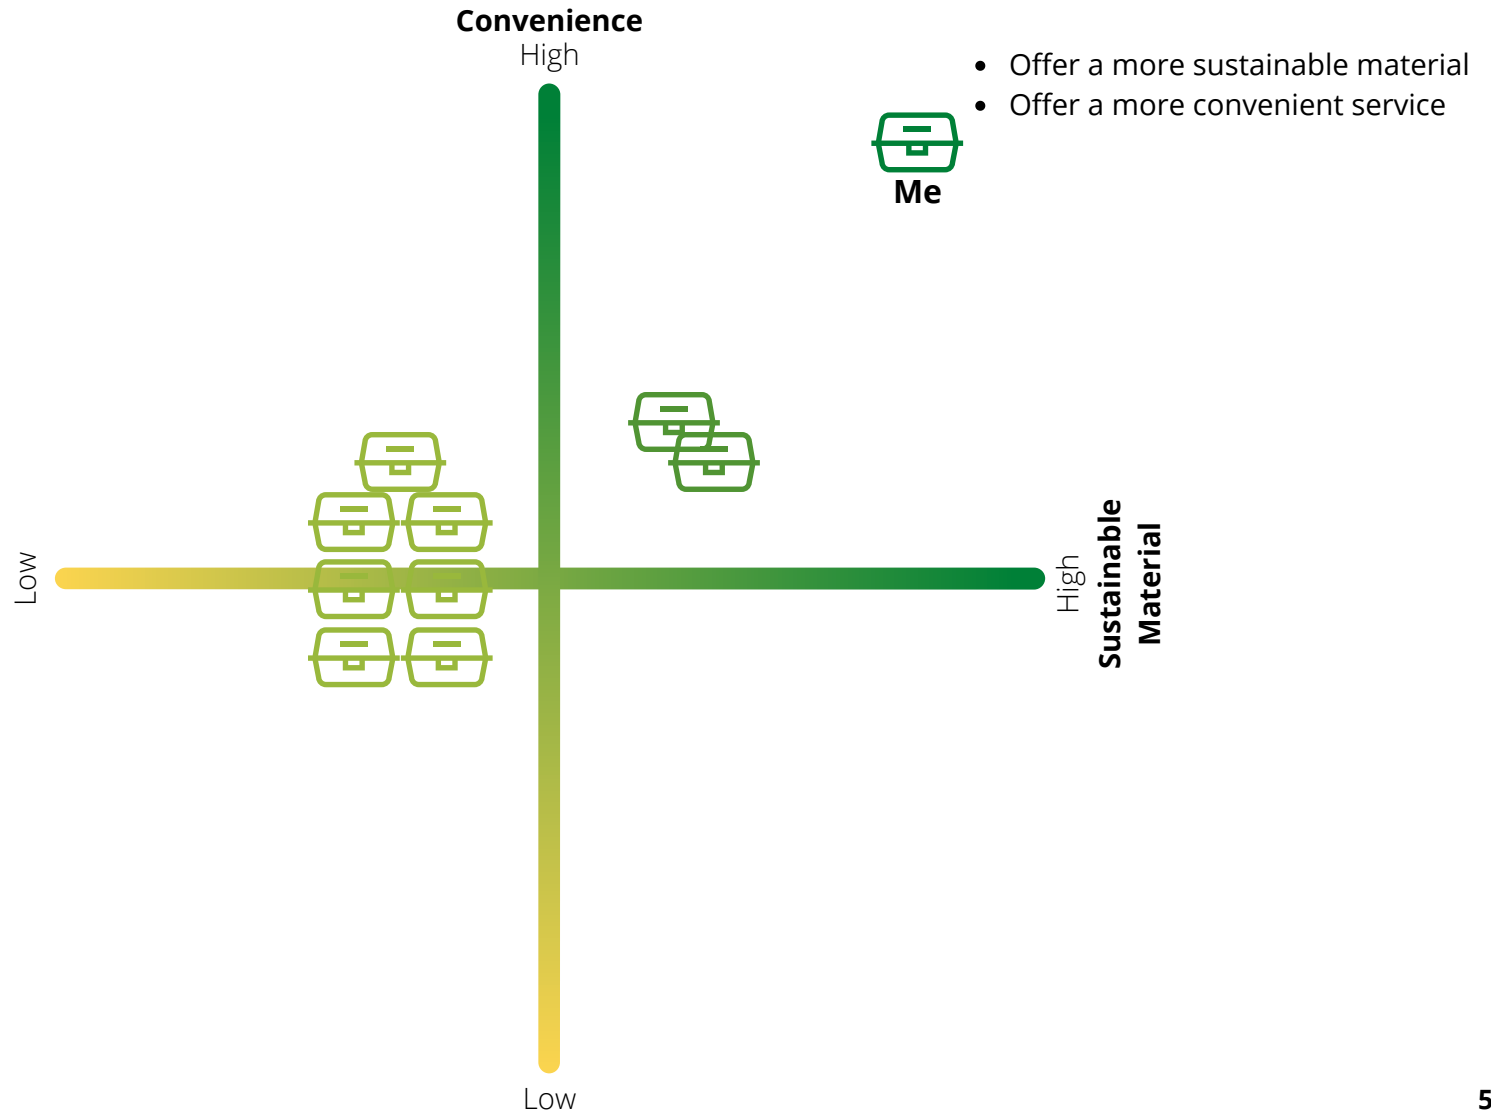 Convenience
High
• Offer a more sustainable material
• Offer a more convenient service
Me
Low
High
Sustainable
Material
Low
5